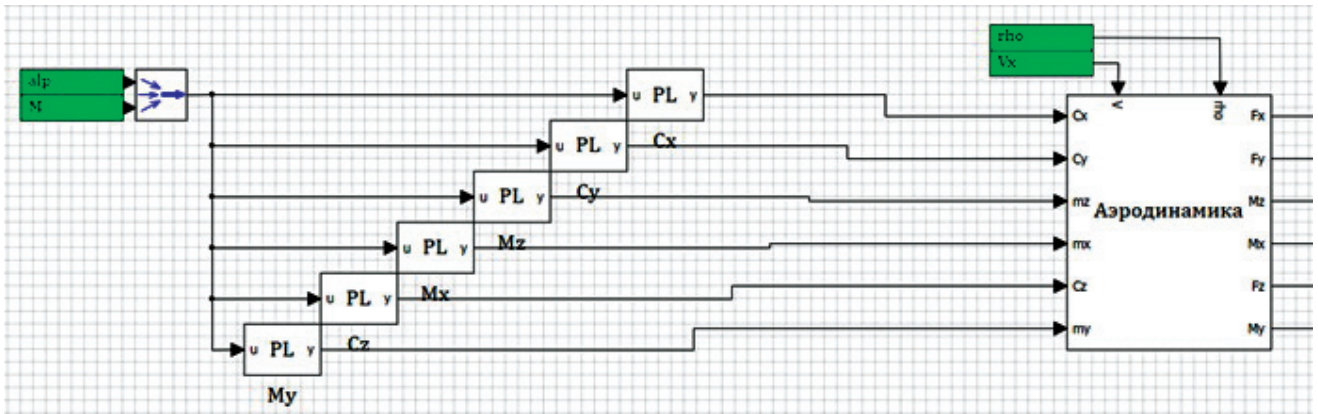 rho
Vx
alp
M
u PL y
Cx
V
rho
Cx
Fx
u PL y
Cy
Cy
Fy
u PL y
Mz
mz
Аэродинамика
Mz
u PL y
Mx
mx
Mx
u PL y
Cz
Cz
Fz
u PL y
My
my
My